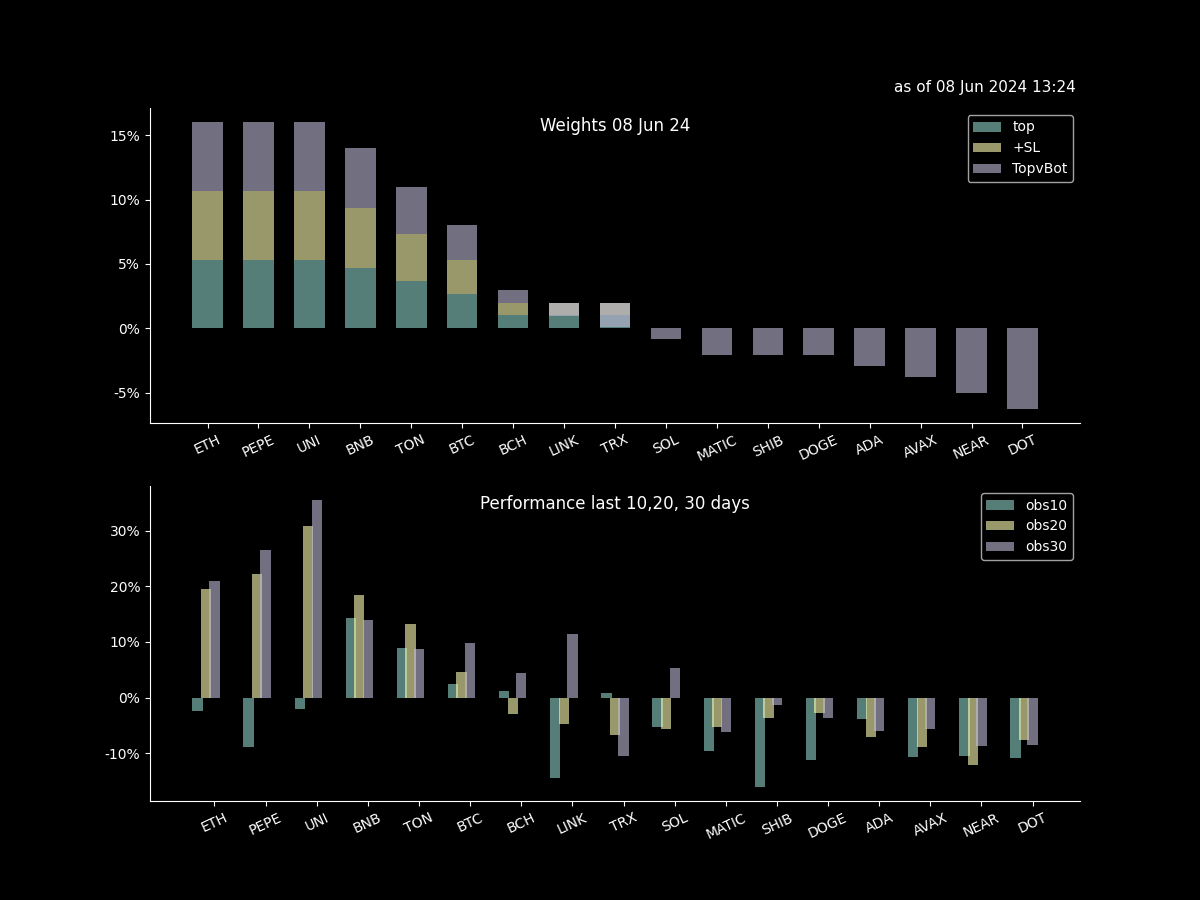 as of 08 Jun 2024 13:24
Weights 08 Jun 24
top
+SL
TopvBot
15%
10%
5%
0%
-5%
ETH PEPE UNI BNB TON BTC BCH LINK TRX SOL MATIC SHIB DOGE ADA AVAX NEAR DOT
Performance last 10,20, 30 days
obs10
obs20
obs30
30%
20%
10%
0%
-10%
ETH PEPE UNI BNB TON BTC BCH LINK TRX SOL MATIC SHIB DOGE ADA AVAX NEAR DOT